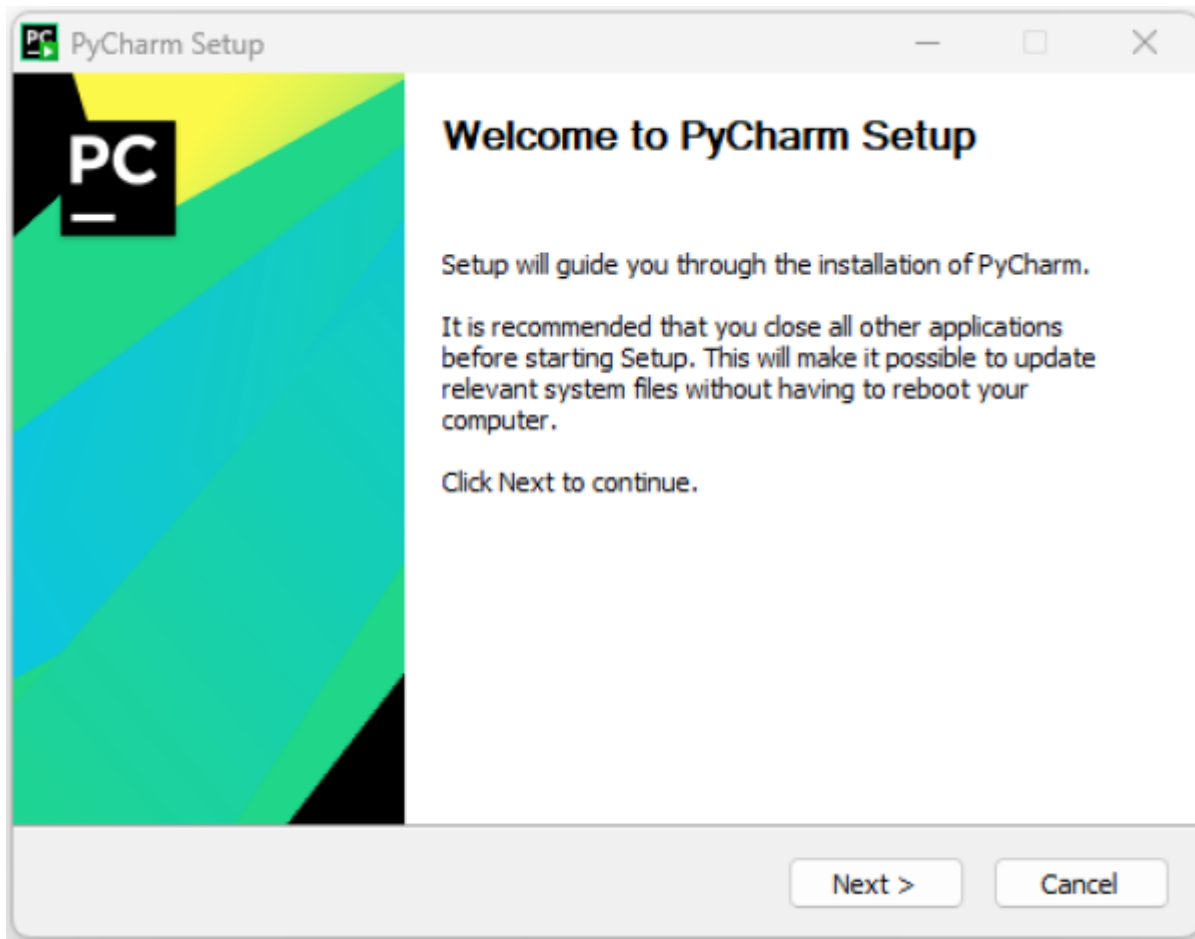 PyCharm Setup
PC
Welcome to PyCharm Setup
Setup will guide you through the installation of PyCharm.
It is recommended that you close all other applications
before starting Setup. This will make it possible to update
relevant system files without having to reboot your
computer.
Click Next to continue.
Next >
Cancel